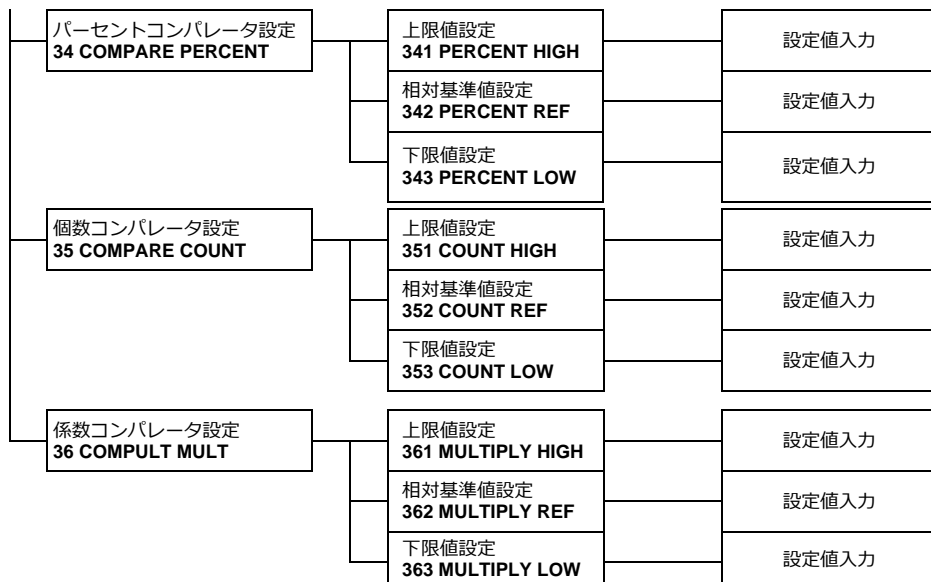 パーセントコンパレータ設定
34 COMPARE PERCENT
上限値設定
341 PERCENT HIGH
設定値入力
相対基準値設定
342 PERCENT REF
設定値入力
下限値設定
343 PERCENT LOW
設定値入力
個数コンパレータ設定
35 COMPARE COUNT
上限値設定
351 COUNT HIGH
設定値入力
相対基準値設定
352 COUNT REF
設定値入力
下限値設定
353 COUNT LOW
設定値入力
係数コンパレータ設定
36 COMPULT MULT
上限値設定
361 MULTIPLY HIGH
設定値入力
相対基準値設定
362 MULTIPLY REF
設定値入力
下限値設定
363 MULTIPLY LOW
設定値入力